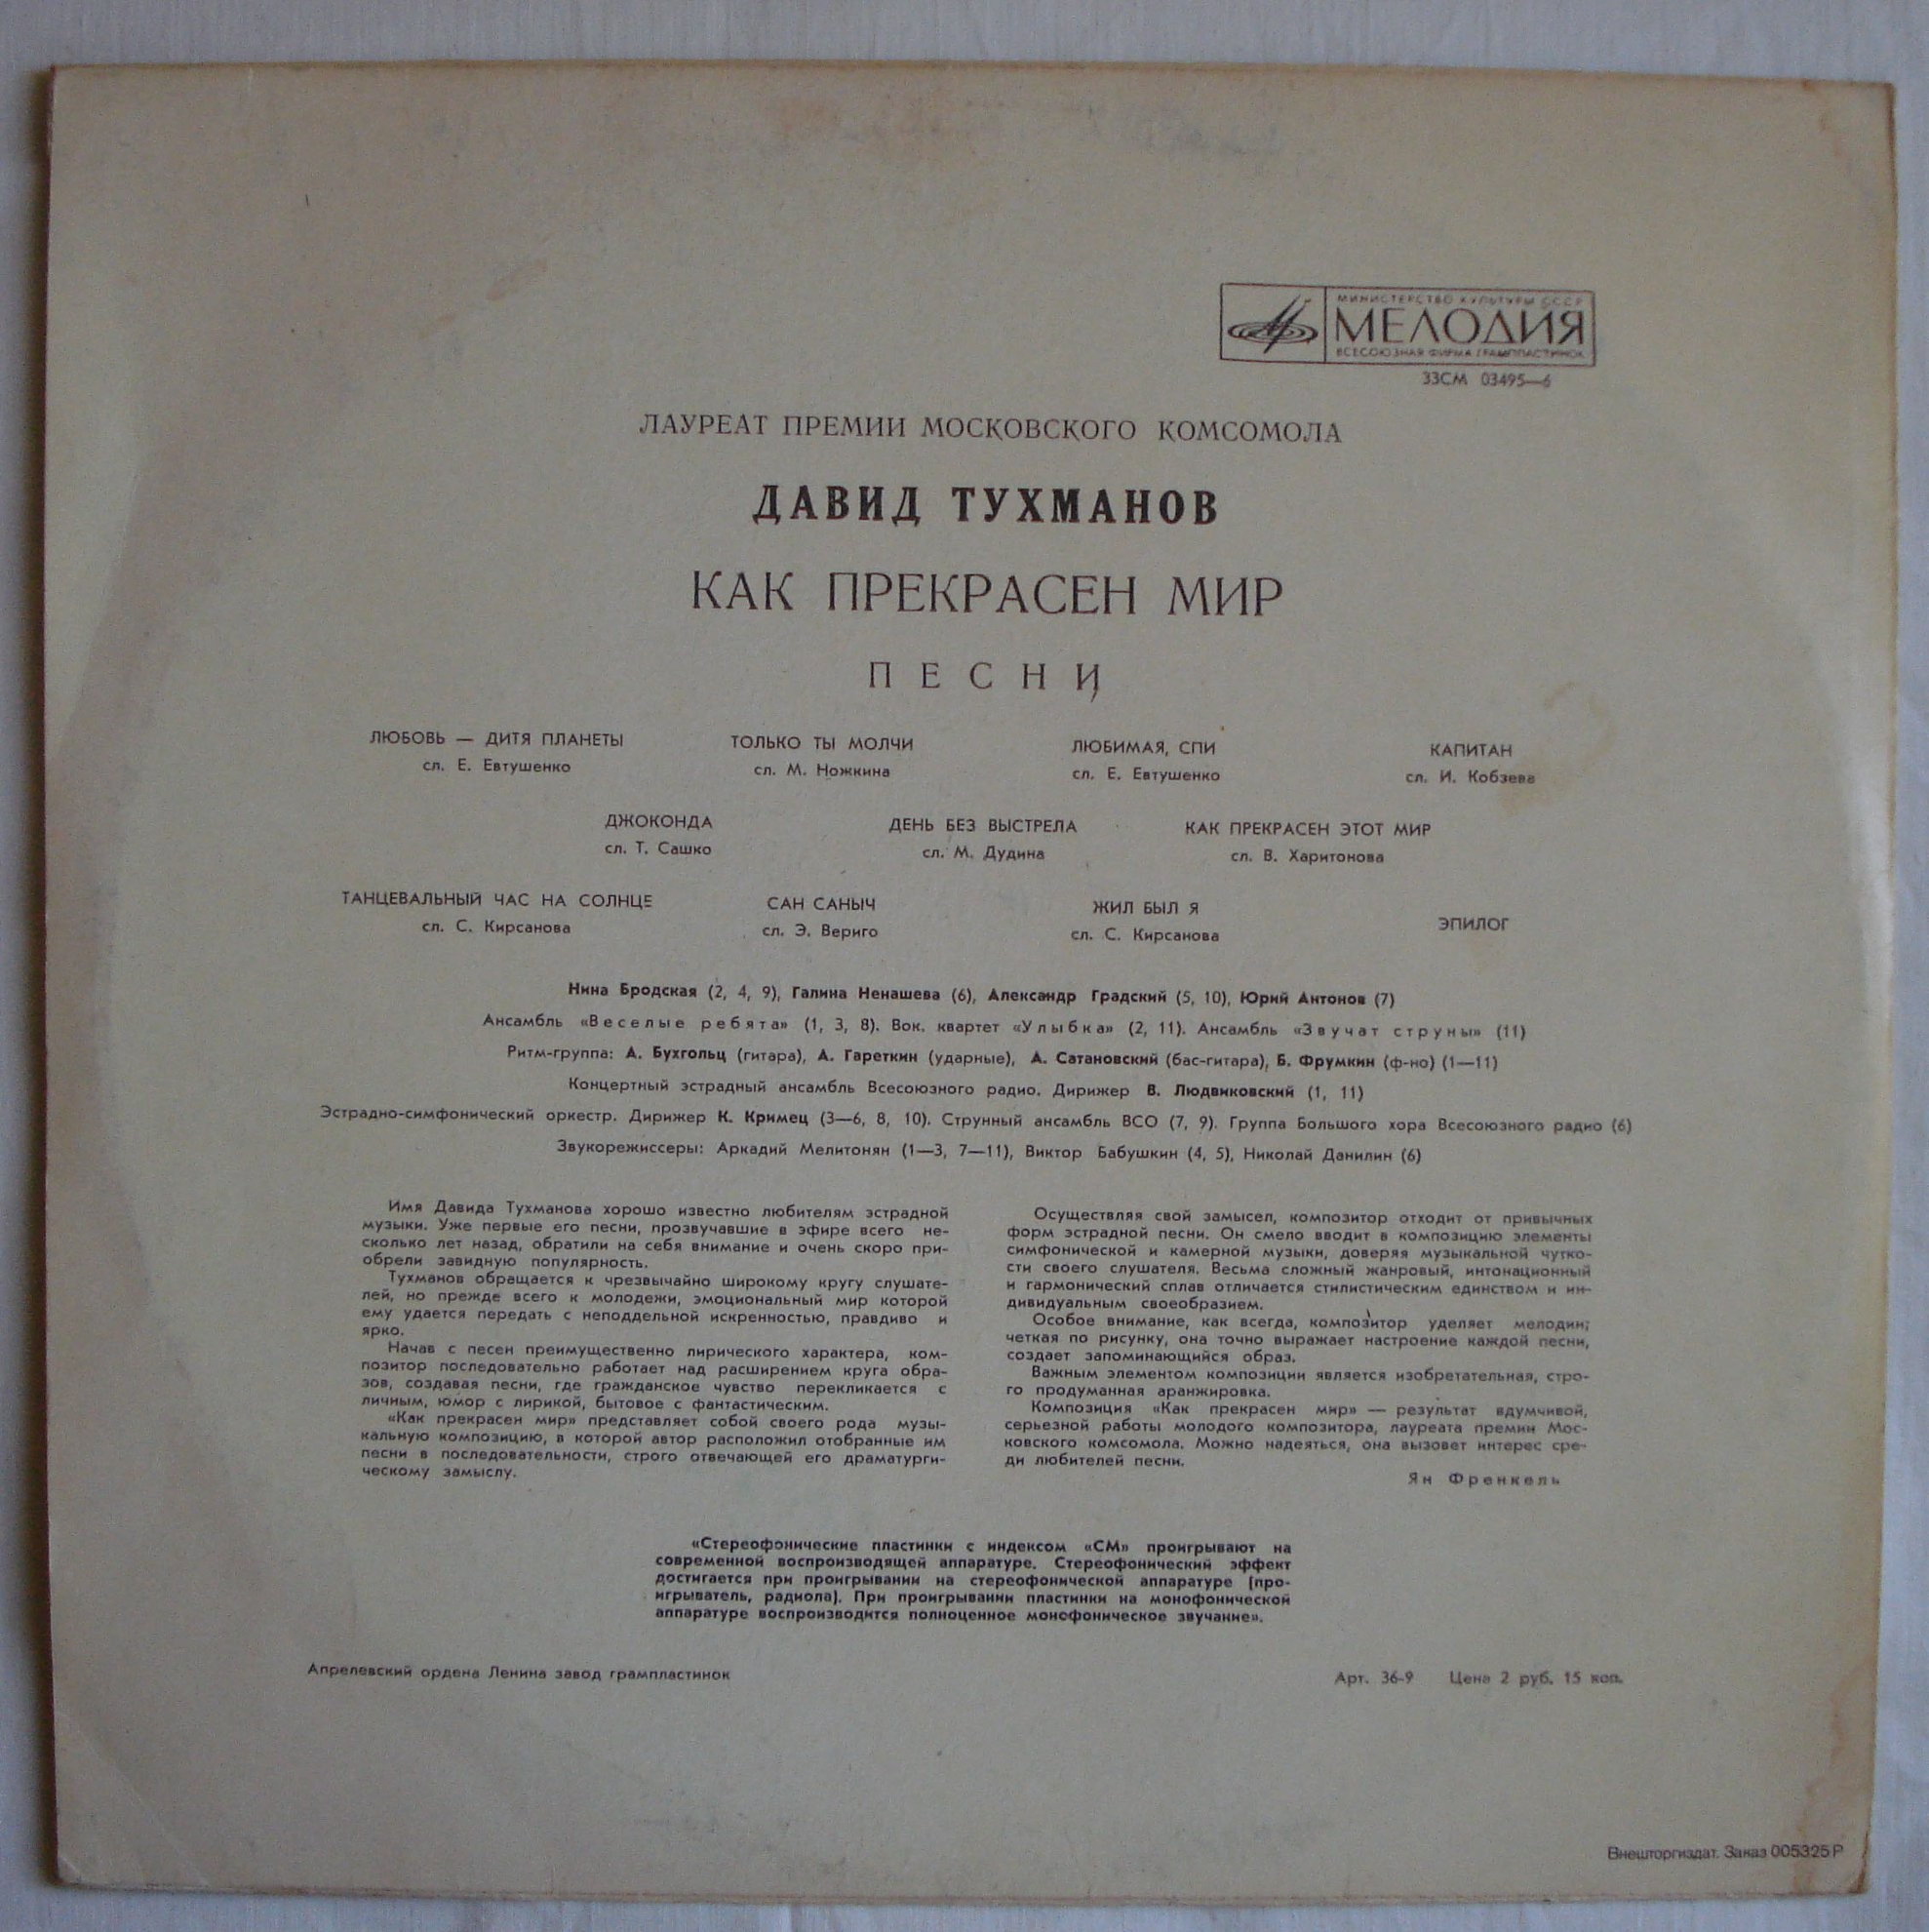 МИНИСТЕРСТВО КУЛЬТУРЫ СССР
МЕЛОДИЯ
ВСЕСОЮЗНАЯ ФИРМА ГРАМПЛАСТИНОК
33СМ 03495—6
ЛАУРЕАТ ПРЕМИИ МОСКОВСКОГО КОМСОМОЛА
ДАВИД ТУХМАНОВ
КАК ПРЕКРАСЕН МИР
ПЕСНИ
ЛЮБОВЬ — ДИТЯ ПЛАНЕТЫ ТОЛЬКО ТЫ МОЛЧИ ЛЮБИМАЯ, СПИ КАПИТАН
сл. Е. Евтушенко сл. М. Ножкина сл. Е. Евтушенко сл. И. Кобзева
ДЖОКОНДА ДЕНЬ БЕЗ ВЫСТРЕЛА КАК ПРЕКРАСЕН ЭТОТ МИР
сл. Т. Сашко сл. М. Дудина сл. В. Харитонова
ТАНЦЕВАЛЬНЫЙ ЧАС НА СОЛНЦЕ САН САНЫЧ ЖИЛ БЫЛ Я ЭПИЛОГ
сл. С. Кирсанова сл. Э. Вериго сл. С. Кирсанова
Нина Бродская (2, 4, 9), Галина Ненашева (6), Александр Градский (5, 10), Юрий Антонов (7)
Ансамбль «Веселые ребята» (1, 3, 8). Вок. квартет «Улыбка» (2, 11). Ансамбль «Звучат струны» (11)
Ритм-группа: А. Бухгольц (гитара), А. Гареткин (ударные), А. Сатановский (бас-гитара), Б. Фрумкин (ф-но) (1—11)
Концертный эстрадный ансамбль Всесоюзного радио. Дирижер В. Людвиковский (1, 11)
Эстрадно-симфонический оркестр. Дирижер К. Кримец (3—6, 8, 10). Струнный ансамбль ВСО (7, 9). Группа Большого хора Всесоюзного радио (6)
Звукорежиссеры: Аркадий Мелитонян (1—3, 7—11), Виктор Бабушкин (4, 5), Николай Данилин (6)
Имя Давида Тухманова хорошо известно любителям эстрадной
музыки. Уже первые его песни, прозвучавшие в эфире всего не-
сколько лет назад, обратили на себя внимание и очень скоро при-
обрели завидную популярность.
Тухманов обращается к чрезвычайно широкому кругу слушате-
лей, но прежде всего к молодежи, эмоциональный мир которой
ему удается передать с неподдельной искренностью, правдиво и
ярко.
Начав с песен преимущественно лирического характера, ком-
позитор последовательно работает над расширением круга обра-
зов, создавая песни, где гражданское чувство перекликается с
личным, юмор с лирикой, бытовое с фантастическим.
«Как прекрасен мир» представляет собой своего рода музы-
кальную композицию, в которой автор расположил отобранные им
песни в последовательности, строго отвечающей его драматурги-
ческому замыслу.
Осуществляя свой замысел, композитор отходит от привычных
форм эстрадной песни. Он смело вводит в композицию элементы
симфонической и камерной музыки, доверяя музыкальной чутко-
сти своего слушателя. Весьма сложный жанровый, интонационный
и гармонический сплав отличается стилистическим единством и ин-
дивидуальным своеобразием.
Особое внимание, как всегда, композитор уделяет мелодии;
четкая по рисунку, она точно выражает настроение каждой песни,
создает запоминающийся образ.
Важным элементом композиции является изобретательная, стро-
го продуманная аранжировка.
Композиция «Как прекрасен мир» — результат вдумчивой,
серьезной работы молодого композитора, лауреата премии Мос-
ковского комсомола. Можно надеяться, она вызовет интерес сре-
ди любителей песни.
Ян Френкель
«Стереофонические пластинки с индексом «СМ» проигрывают на
современной воспроизводящей аппаратуре. Стереофонический эффект
достигается при проигрывании на стереофонической аппаратуре (про-
игрыватель, радиола). При проигрывании пластинки на монофонической
аппаратуре воспроизводится полноценное монофоническое звучание».
Апрелевский ордена Ленина завод грампластинок Арт. 36-9 Цена 2 руб. 15 коп.
Внешторгиздат. Заказ 005325Р